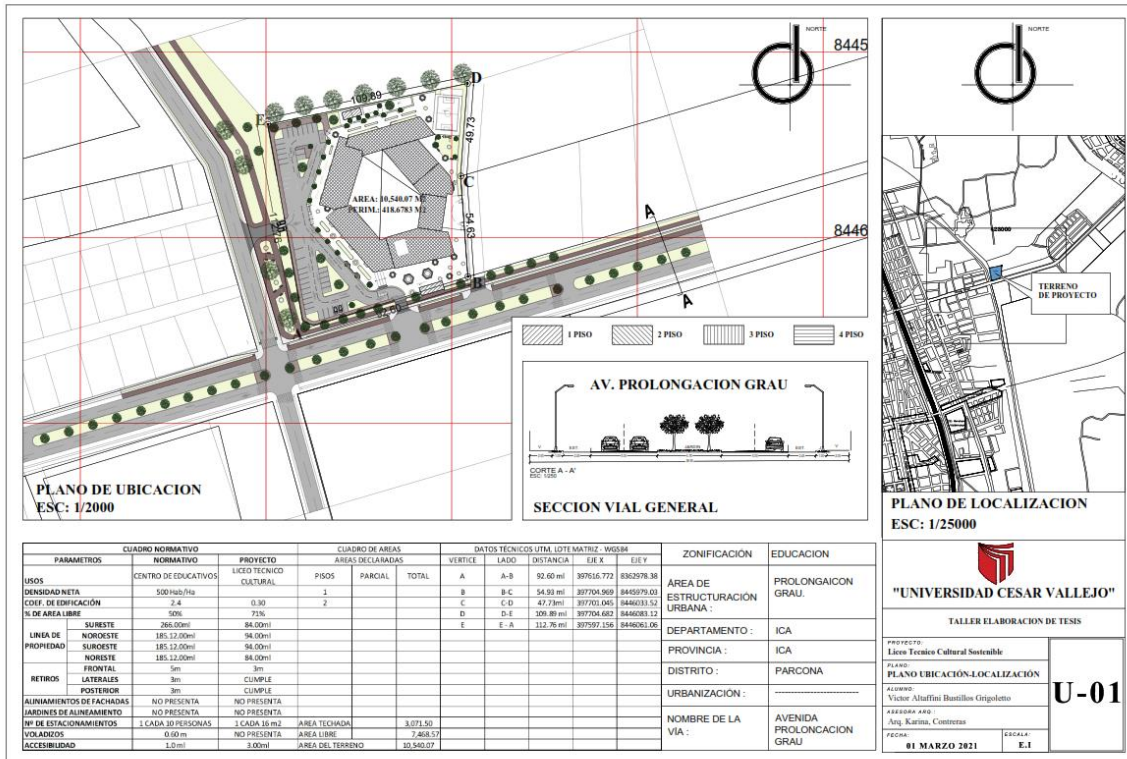 NORTE
8445
D
109.89
E
49.73
C
AREA: 10,540.07 M2
PERIM.: 418.6783 M2
54.63
8446
A
B
92.60
A
1 PISO
2 PISO
3 PISO
4 PISO
AV. PROLONGACION GRAU
CORTE A - A'
ESC: 1/250
SECCION VIAL GENERAL
PLANO DE UBICACION
ESC: 1/2000
NORTE
TERRENO
DE PROYECTO
PLANO DE LOCALIZACION
ESC: 1/25000
CUADRO NORMATIVO CUADRO DE AREAS DATOS TÉCNICOS UTM, LOTE MATRIZ - WGS84
PARAMETROS NORMATIVO PROYECTO AREAS DECLARADAS VERTICE LADO DISTANCIA EJE X EJE Y
USOS CENTRO DE EDUCATIVOS LICEO TECNICO CULTURAL PISOS PARCIAL TOTAL A A-B 92.60 ml 397616.772 8362978.38
DENSIDAD NETA 500 Hab/Ha 1 B B-C 54.93 ml 397704.969 8445979.03
COEF. DE EDIFICACIÓN 2.4 0.30 2 C C-D 47.73ml 397701.045 8446033.52
% DE AREA LIBRE 50% 71% D D-E 109.89 ml 397704.682 8446083.12
LINEA DE PROPIEDAD SURESTE 266.00ml 84.00ml E E - A 112.76 ml 397597.156 8446061.06
NOROESTE 185.12.00ml 94.00ml
SUROESTE 185.12.00ml 94.00ml
NORESTE 185.12.00ml 84.00ml
RETIROS FRONTAL 5m 3m
LATERALES 3m CUMPLE
POSTERIOR 3m CUMPLE
ALINIAMIENTOS DE FACHADAS NO PRESENTA NO PRESENTA
JARDINES DE ALINEAMIENTO NO PRESENTA NO PRESENTA
Nº DE ESTACIONAMIENTOS 1 CADA 10 PERSONAS 1 CADA 16 m2 AREA TECHADA 3,071.50
VOLADIZOS 0.60 m NO PRESENTA AREA LIBRE 7,468.57
ACCESIBILIDAD 1.0 ml 3.00ml AREA DEL TERRENO 10,540.07
ZONIFICACIÓN EDUCACION
ÁREA DE ESTRUCTURACIÓN URBANA : PROLONGAICON GRAU.
DEPARTAMENTO : ICA
PROVINCIA : ICA
DISTRITO : PARCONA
URBANIZACIÓN : --------------------------
NOMBRE DE LA VÍA : AVENIDA PROLONCACION GRAU
"UNIVERSIDAD CESAR VALLEJO"
TALLER ELABORACION DE TESIS
PROYECTO:
Liceo Tecnico Cultural Sostenible
PLANO:
PLANO UBICACIÓN-LOCALIZACIÓN
ALUMNO:
Victor Altaffini Bustillos Grigoletto
ASESORA ARQ.:
Arq. Karina, Contreras
FECHA:
01 MARZO 2021
ESCALA:
E.I
U-01